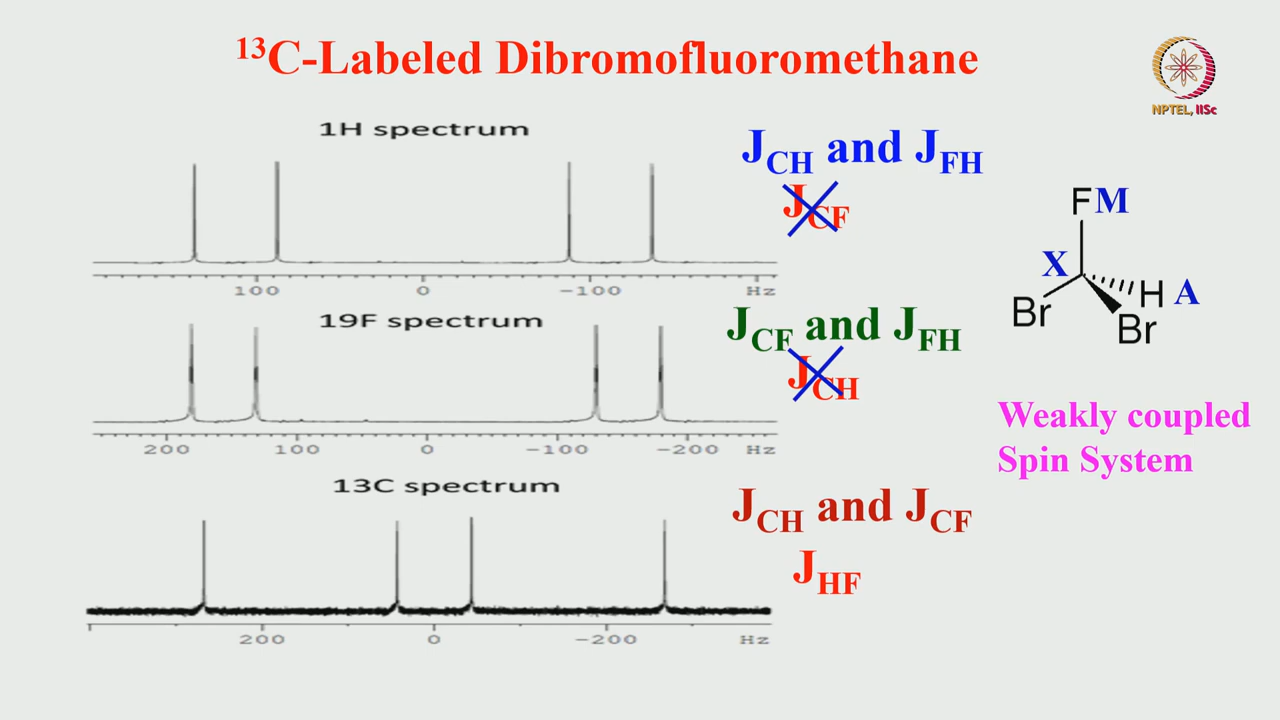 ¹³C-Labeled Dibromofluoromethane
NPTEL, IISc
1H spectrum
J_CH and J_FH
J_CF
100 0 -100 Hz
F M
X
H A
Br
Br
19F spectrum
J_CF and J_FH
J_CH
200 100 0 -100 -200 Hz
Weakly coupled
Spin System
13C spectrum
J_CH and J_CF
J_HF
200 0 -200 Hz